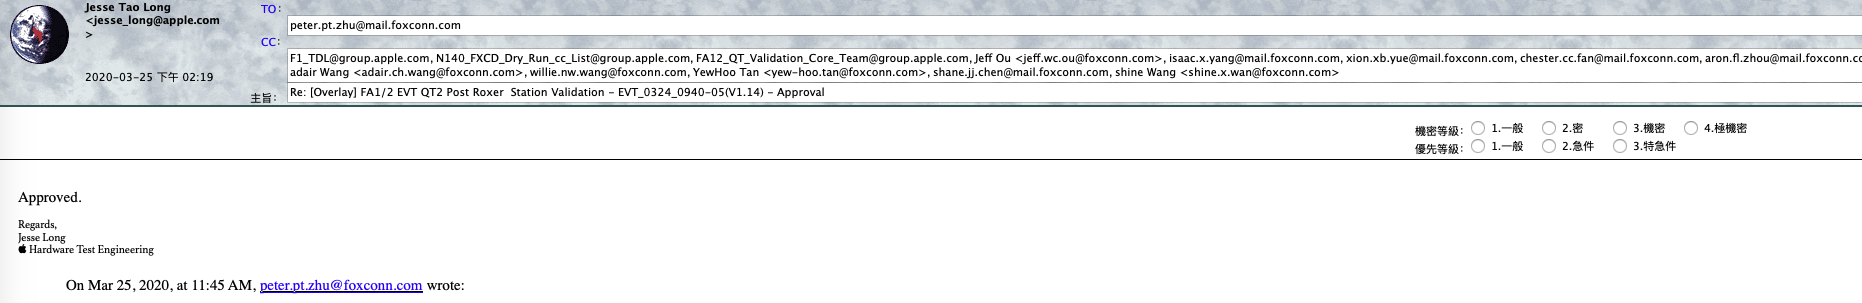 Jesse Tao Long
<jesse_long@apple.com
>
2020-03-25 下午 02:19
TO:
peter.pt.zhu@mail.foxconn.com
CC:
F1_TDL@group.apple.com, N140_FXCD_Dry_Run_cc_List@group.apple.com, FA12_QT_Validation_Core_Team@group.apple.com, Jeff Ou <jeff.wc.ou@foxconn.com>, isaac.x.yang@mail.foxconn.com, xion.xb.yue@mail.foxconn.com, chester.cc.fan@mail.foxconn.com, aron.fl.zhou@mail.foxconn.co
adair Wang <adair.ch.wang@foxconn.com>, willie.nw.wang@foxconn.com, YewHoo Tan <yew-hoo.tan@foxconn.com>, shane.jj.chen@mail.foxconn.com, shine Wang <shine.x.wan@foxconn.com>
主旨:
Re: [Overlay] FA1/2 EVT QT2 Post Roxer  Station Validation - EVT_0324_0940-05(V1.14) - Approval
機密等級: 1.一般 2.密 3.機密 4.極機密
優先等級: 1.一般 2.急件 3.特急件
Approved.
Regards,
Jesse Long
Hardware Test Engineering
On Mar 25, 2020, at 11:45 AM, peter.pt.zhu@foxconn.com wrote: